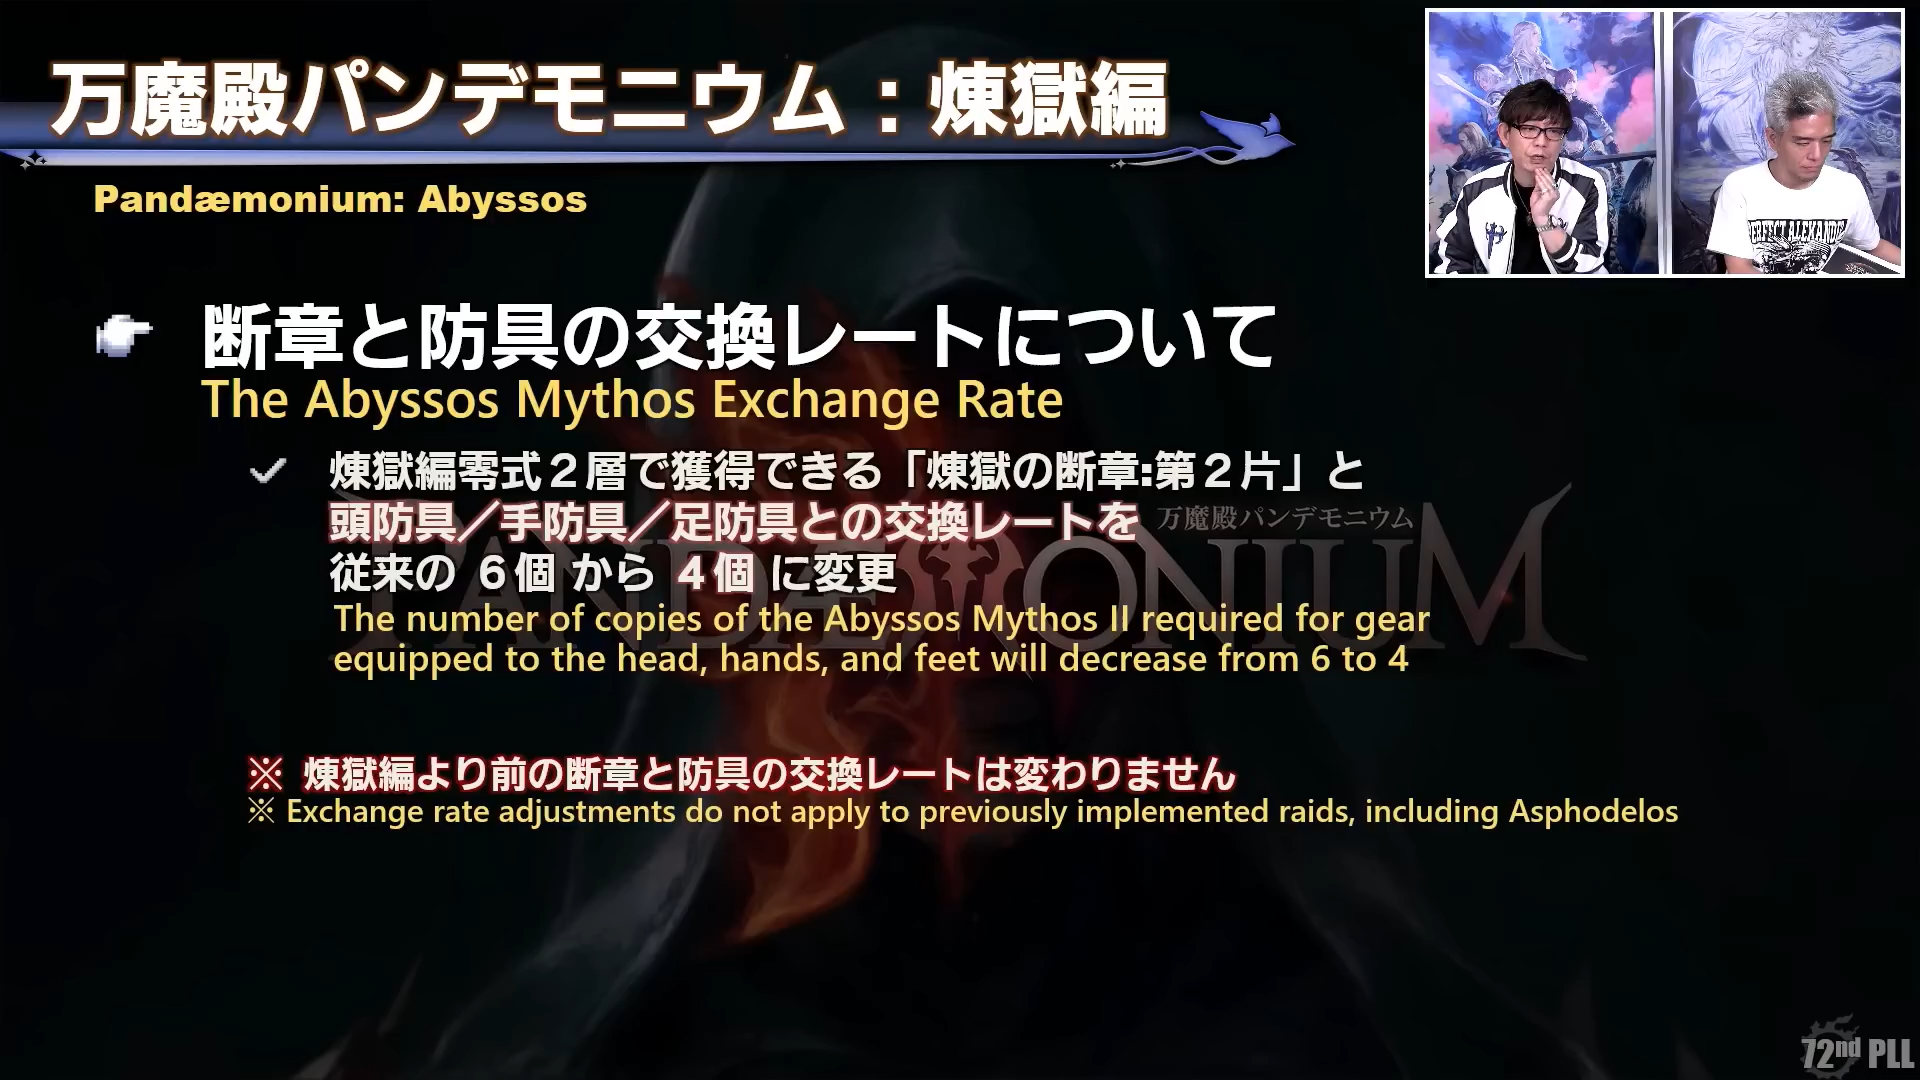 万魔殿パンデモニウム：煉獄編
Pandæmonium: Abyssos
断章と防具の交換レートについて
The Abyssos Mythos Exchange Rate
煉獄編零式２層で獲得できる「煉獄の断章:第２片」と
頭防具／手防具／足防具との交換レートを
従来の ６個 から ４個 に変更
The number of copies of the Abyssos Mythos II required for gear
equipped to the head, hands, and feet will decrease from 6 to 4
万魔殿パンデモニウム
PANDÆMONIUM
※ 煉獄編より前の断章と防具の交換レートは変わりません
※ Exchange rate adjustments do not apply to previously implemented raids, including Asphodelos
72nd PLL